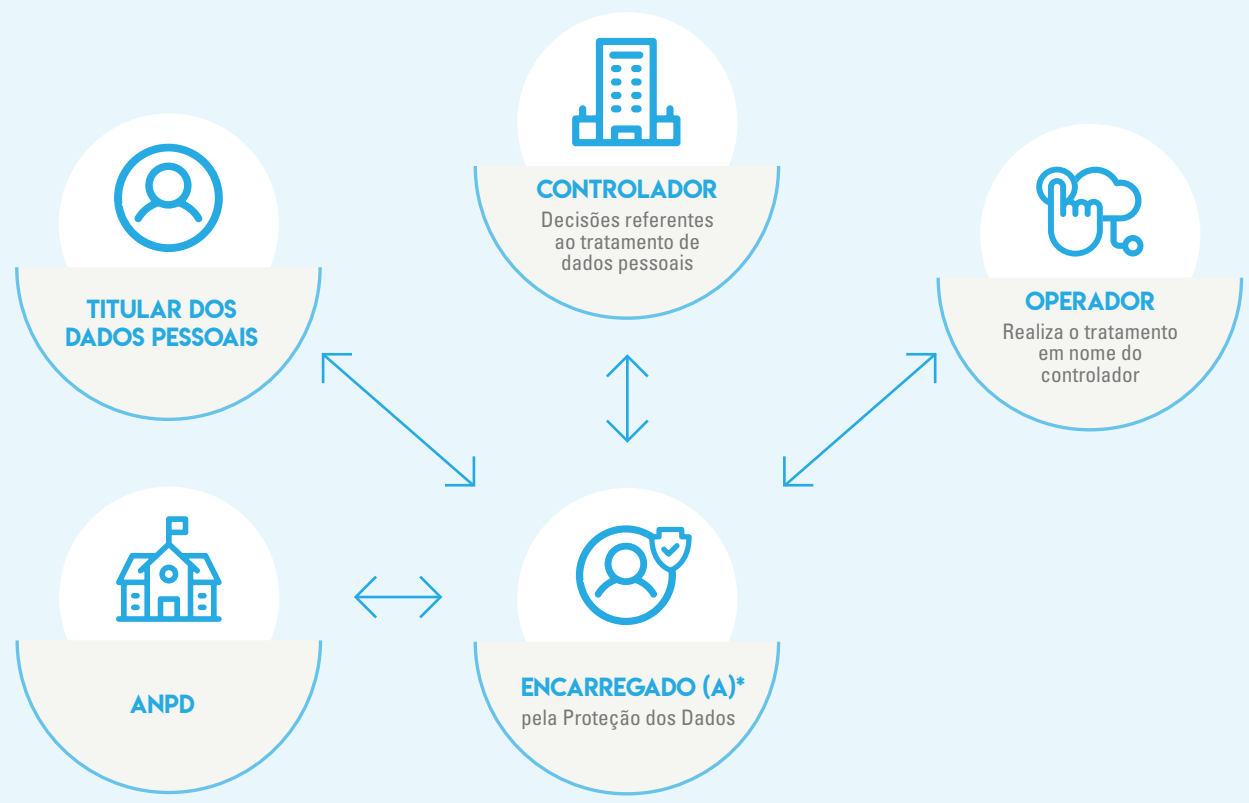 CONTROLADOR
Decisões referentes
ao tratamento de
dados pessoais
TITULAR DOS
DADOS PESSOAIS
OPERADOR
Realiza o tratamento
em nome do
controlador
ANPD
ENCARREGADO (A)*
pela Proteção dos Dados